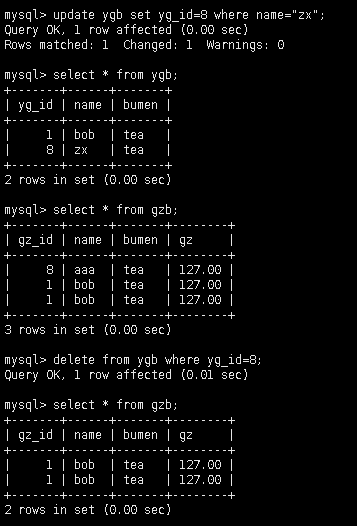 mysql> update ygb set yg_id=8 where name="zx";
Query OK, 1 row affected (0.00 sec)
Rows matched: 1  Changed: 1  Warnings: 0

mysql> select * from ygb;
+-------+------+-------+
| yg_id | name | bumen |
+-------+------+-------+
|     1 | bob  | tea   |
|     8 | zx   | tea   |
+-------+------+-------+
2 rows in set (0.00 sec)

mysql> select * from gzb;
+-------+------+-------+--------+
| gz_id | name | bumen | gz     |
+-------+------+-------+--------+
|     8 | aaa  | tea   | 127.00 |
|     1 | bob  | tea   | 127.00 |
|     1 | bob  | tea   | 127.00 |
+-------+------+-------+--------+
3 rows in set (0.00 sec)

mysql> delete from ygb where yg_id=8;
Query OK, 1 row affected (0.01 sec)

mysql> select * from gzb;
+-------+------+-------+--------+
| gz_id | name | bumen | gz     |
+-------+------+-------+--------+
|     1 | bob  | tea   | 127.00 |
|     1 | bob  | tea   | 127.00 |
+-------+------+-------+--------+
2 rows in set (0.00 sec)